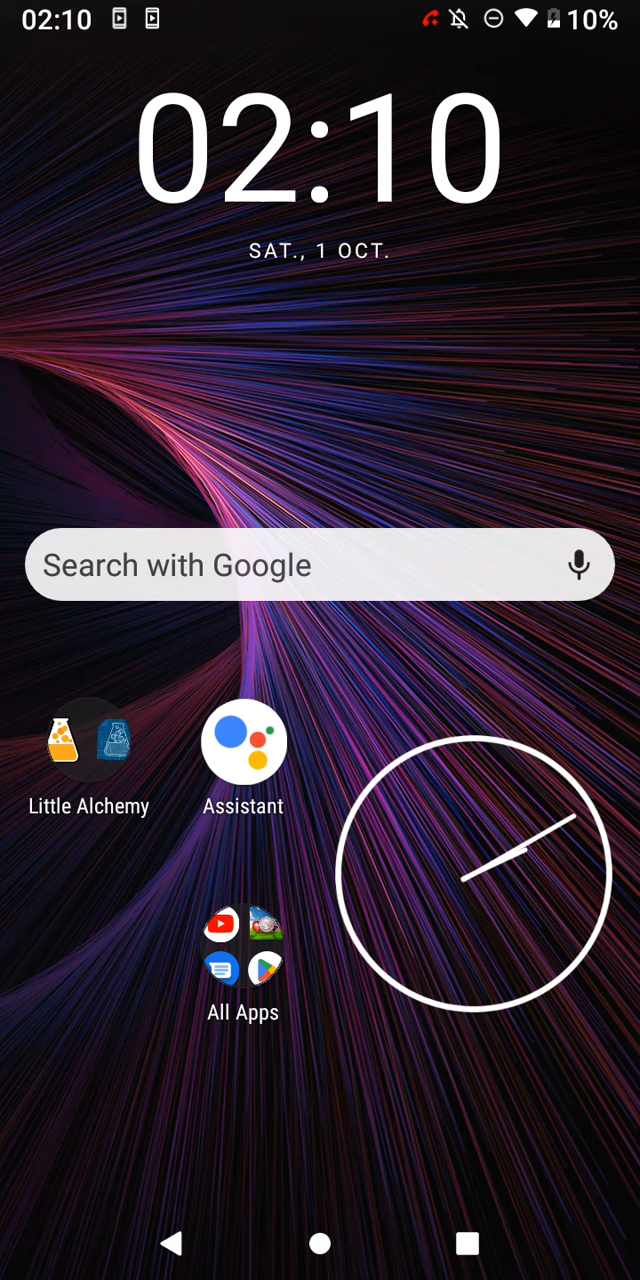 02:10 10%
02:10
SAT., 1 OCT.
Search with Google
Little Alchemy Assistant
All Apps